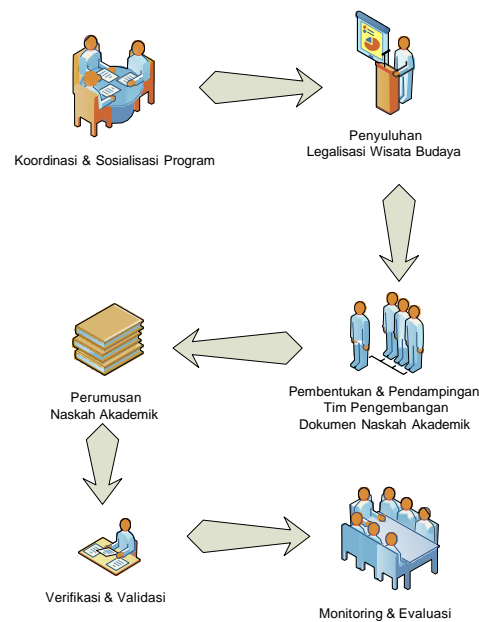 Koordinasi & Sosialisasi Program
Penyuluhan
Legalisasi Wisata Budaya
Pembentukan & Pendampingan
Tim Pengembangan
Dokumen Naskah Akademik
Perumusan
Naskah Akademik
Verifikasi & Validasi
Monitoring & Evaluasi